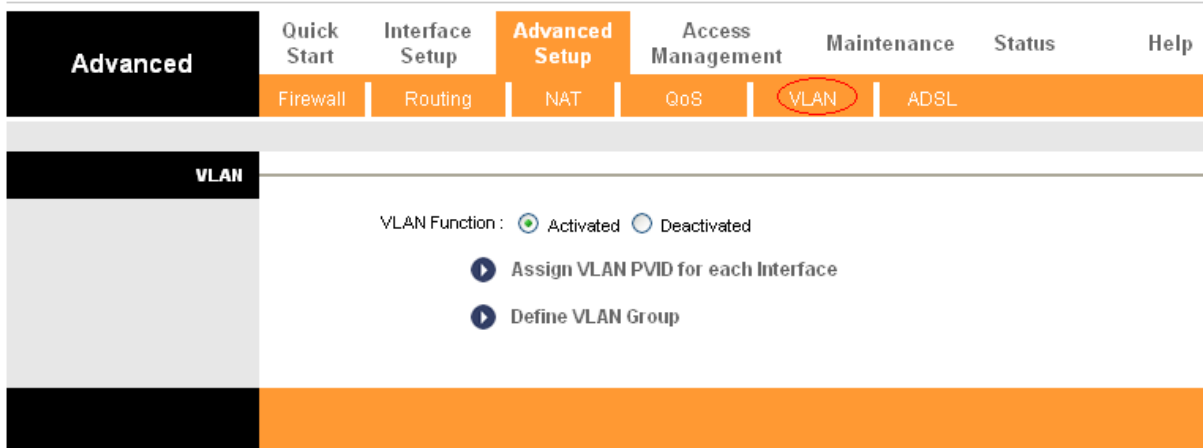 Advanced
Quick Start
Interface Setup
Advanced Setup
Access Management
Maintenance
Status
Help
Firewall
Routing
NAT
QoS
VLAN
ADSL
VLAN
VLAN Function : Activated Deactivated
Assign VLAN PVID for each Interface
Define VLAN Group